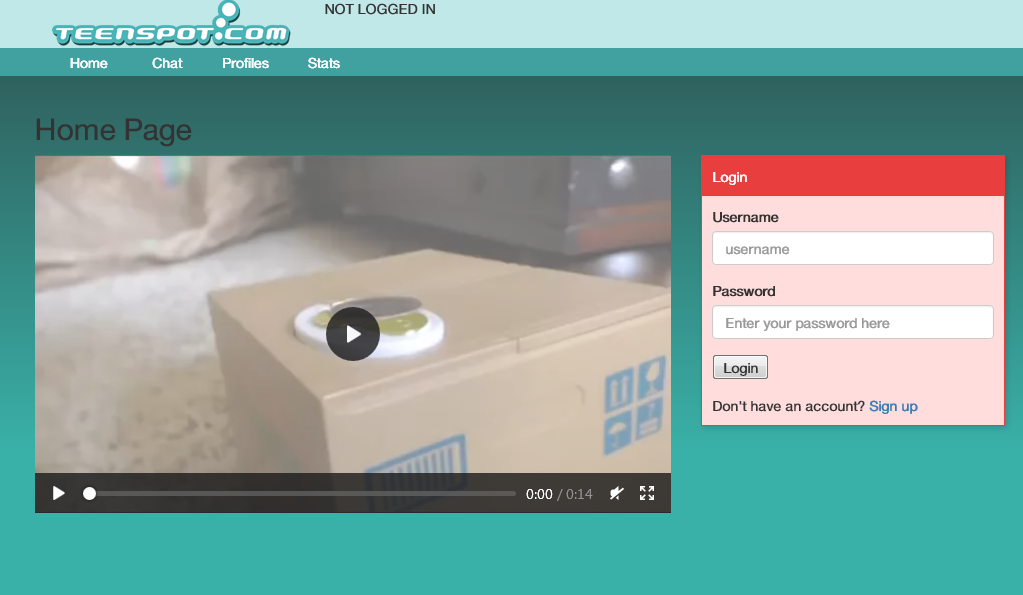 TEENSPOT.COM
NOT LOGGED IN
Home Chat Profiles Stats
Home Page
Login
Username
username
Password
Enter your password here
Login
Don't have an account? Sign up
0:00 / 0:14